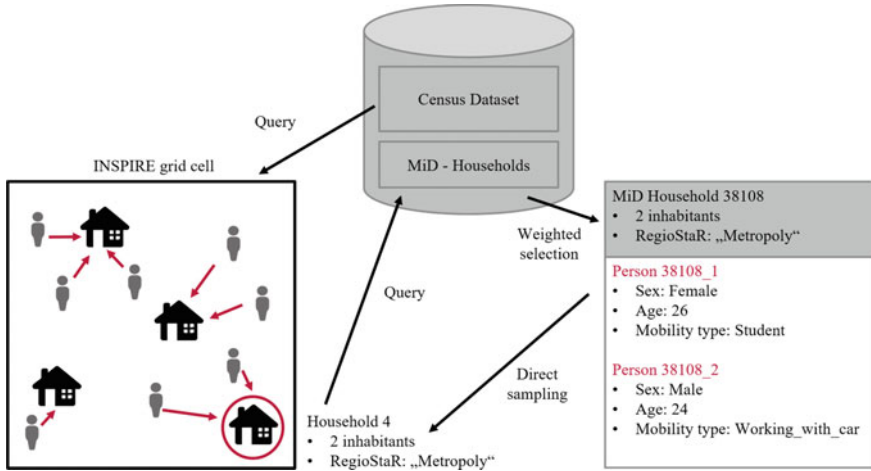 Census Dataset
MiD - Households
Query
INSPIRE grid cell
Query
Weighted
selection
Direct
sampling
Household 4
• 2 inhabitants
• RegioStaR: „Metropoly“
MiD Household 38108
• 2 inhabitants
• RegioStaR: „Metropoly“
Person 38108_1
• Sex: Female
• Age: 26
• Mobility type: Student
Person 38108_2
• Sex: Male
• Age: 24
• Mobility type: Working_with_car